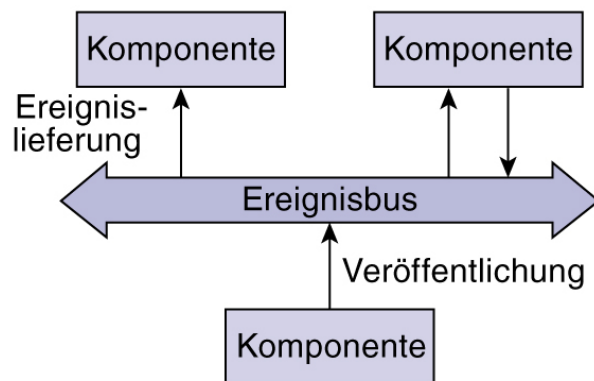 Komponente
Komponente
Ereignis-
lieferung
Ereignisbus
Veröffentlichung
Komponente